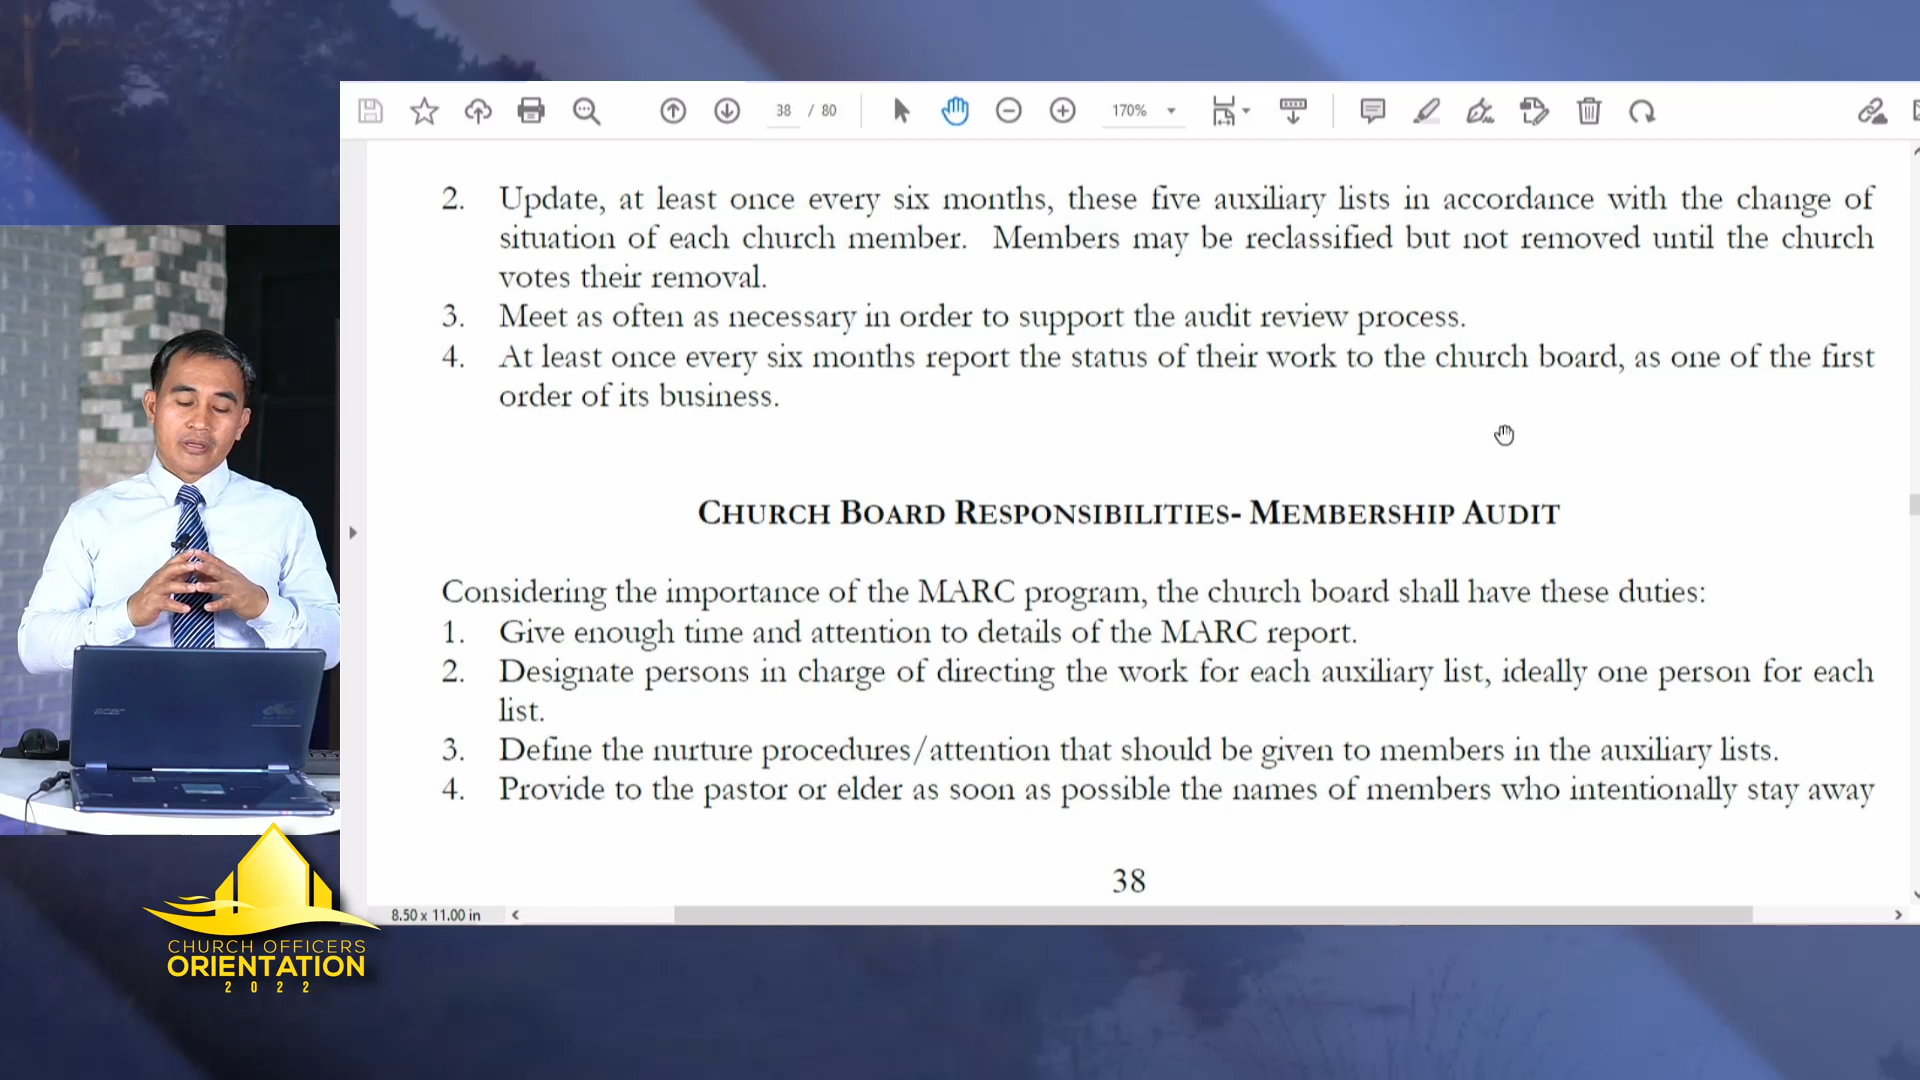 38 / 80
170%
2. Update, at least once every six months, these five auxiliary lists in accordance with the change of
situation of each church member. Members may be reclassified but not removed until the church
votes their removal.
3. Meet as often as necessary in order to support the audit review process.
4. At least once every six months report the status of their work to the church board, as one of the first
order of its business.
CHURCH BOARD RESPONSIBILITIES- MEMBERSHIP AUDIT
Considering the importance of the MARC program, the church board shall have these duties:
1. Give enough time and attention to details of the MARC report.
2. Designate persons in charge of directing the work for each auxiliary list, ideally one person for each
list.
3. Define the nurture procedures/attention that should be given to members in the auxiliary lists.
4. Provide to the pastor or elder as soon as possible the names of members who intentionally stay away
38
8.50 x 11.00 in
CHURCH OFFICERS
ORIENTATION
2022